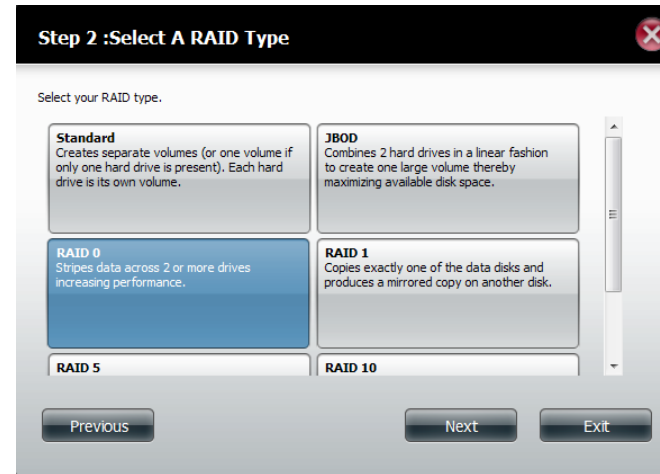 Step 2 :Select A RAID Type
Select your RAID type.
Standard
Creates separate volumes (or one volume if
only one hard drive is present). Each hard
drive is its own volume.
JBOD
Combines 2 hard drives in a linear fashion
to create one large volume thereby
maximizing available disk space.
RAID 0
Stripes data across 2 or more drives
increasing performance.
RAID 1
Copies exactly one of the data disks and
produces a mirrored copy on another disk.
RAID 5
RAID 10
Previous
Next
Exit